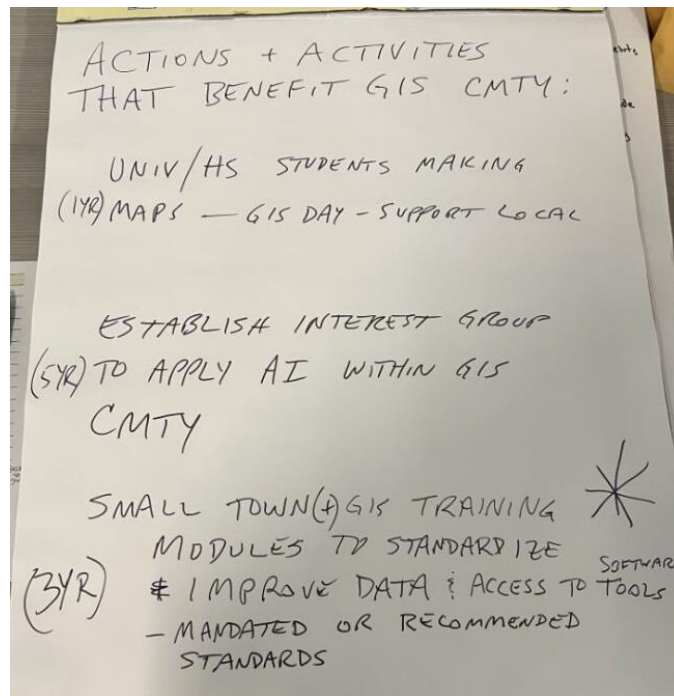 ACTIONS + ACTIVITIES
THAT BENEFIT GIS CMTY:
UNIV/HS STUDENTS MAKING
(1YR) MAPS — GIS DAY - SUPPORT LOCAL
ESTABLISH INTEREST GROUP
(5YR) TO APPLY AI WITHIN GIS
CMTY
SMALL TOWN(+) GIS TRAINING
MODULES TO STANDARDIZE
(3YR) & IMPROVE DATA & ACCESS TO SOFTWAR TOOLS
- MANDATED OR RECOMMENDED
STANDARDS